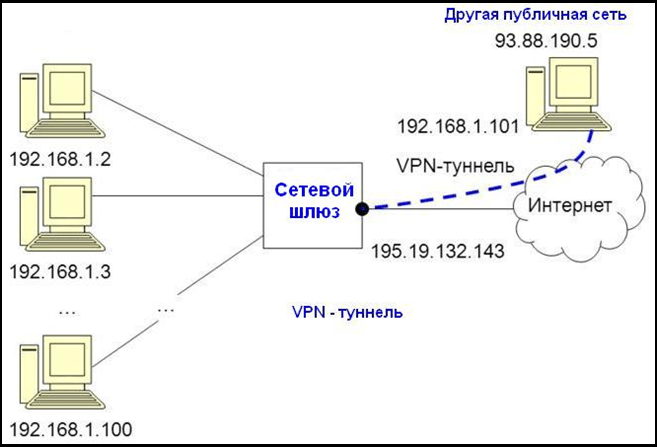 Другая публичная сеть
93.88.190.5
192.168.1.101
VPN-туннель
192.168.1.2
Сетевой
шлюз
Интернет
192.168.1.3
195.19.132.143
...
...
VPN - туннель
192.168.1.100